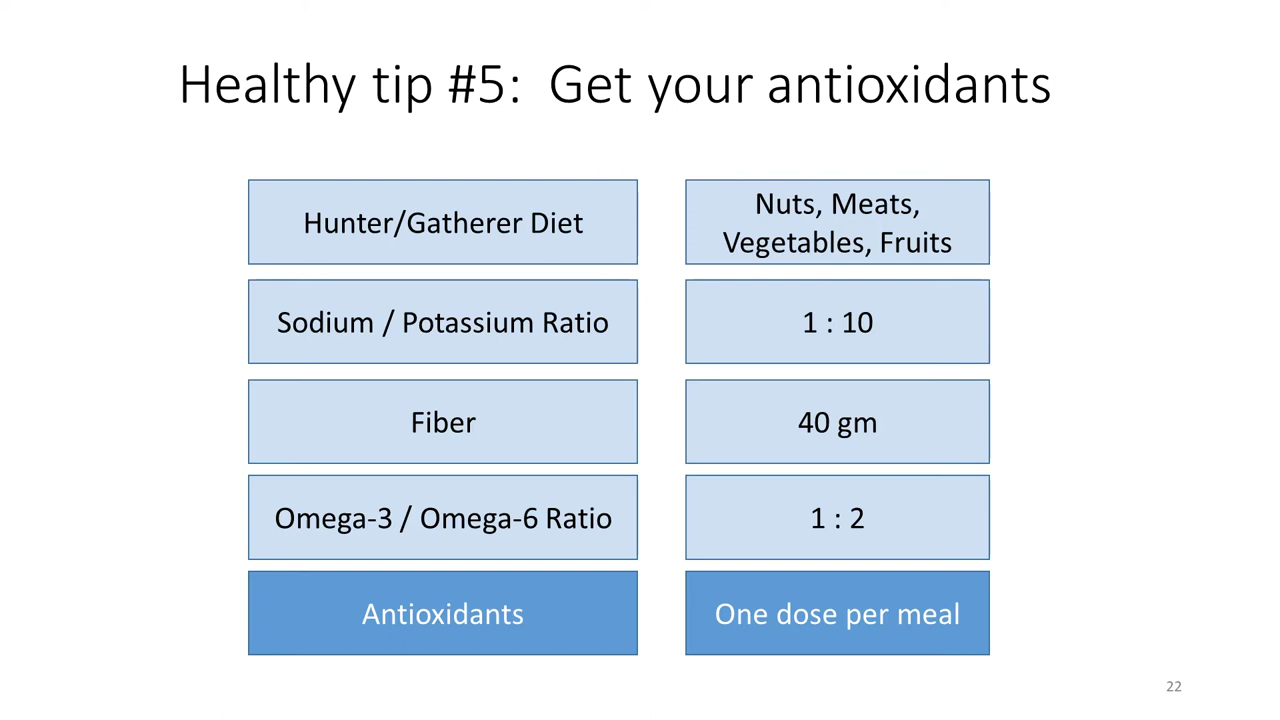 Healthy tip #5:  Get your antioxidants
Hunter/Gatherer Diet
Nuts, Meats,
Vegetables, Fruits
Sodium / Potassium Ratio
1 : 10
Fiber
40 gm
Omega-3 / Omega-6 Ratio
1 : 2
Antioxidants
One dose per meal
22